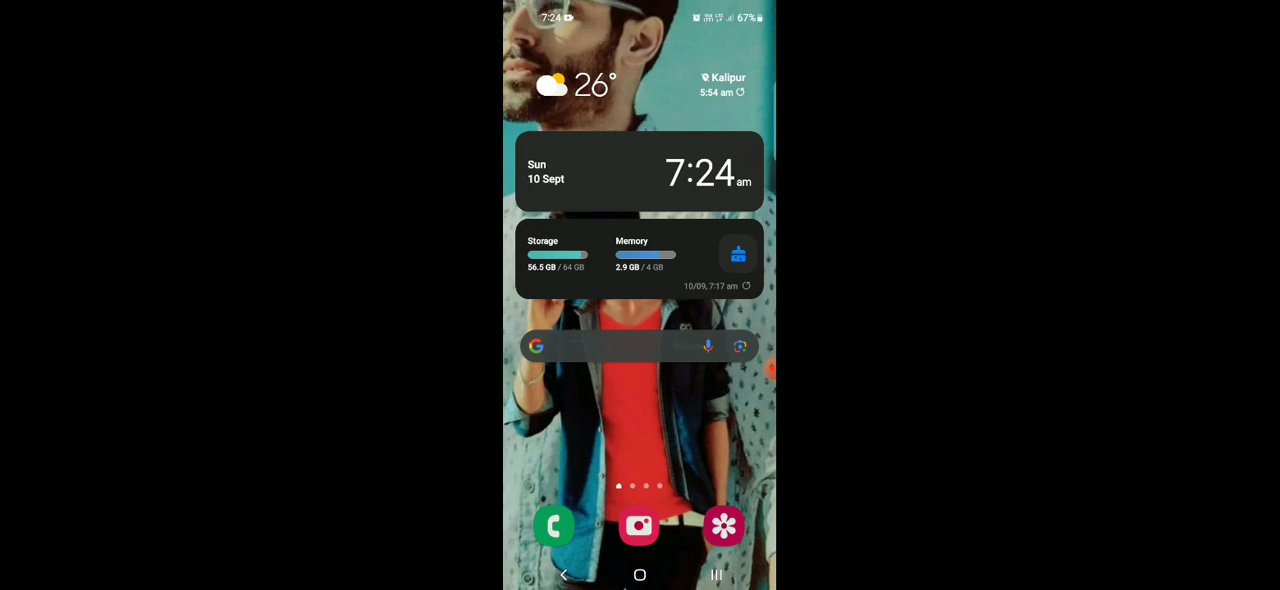 7:24
67%
26°
Kalipur
5:54 am
Sun
10 Sept
7:24 am
Storage
Memory
56.5 GB / 64 GB
2.9 GB / 4 GB
10/09, 7:17 am